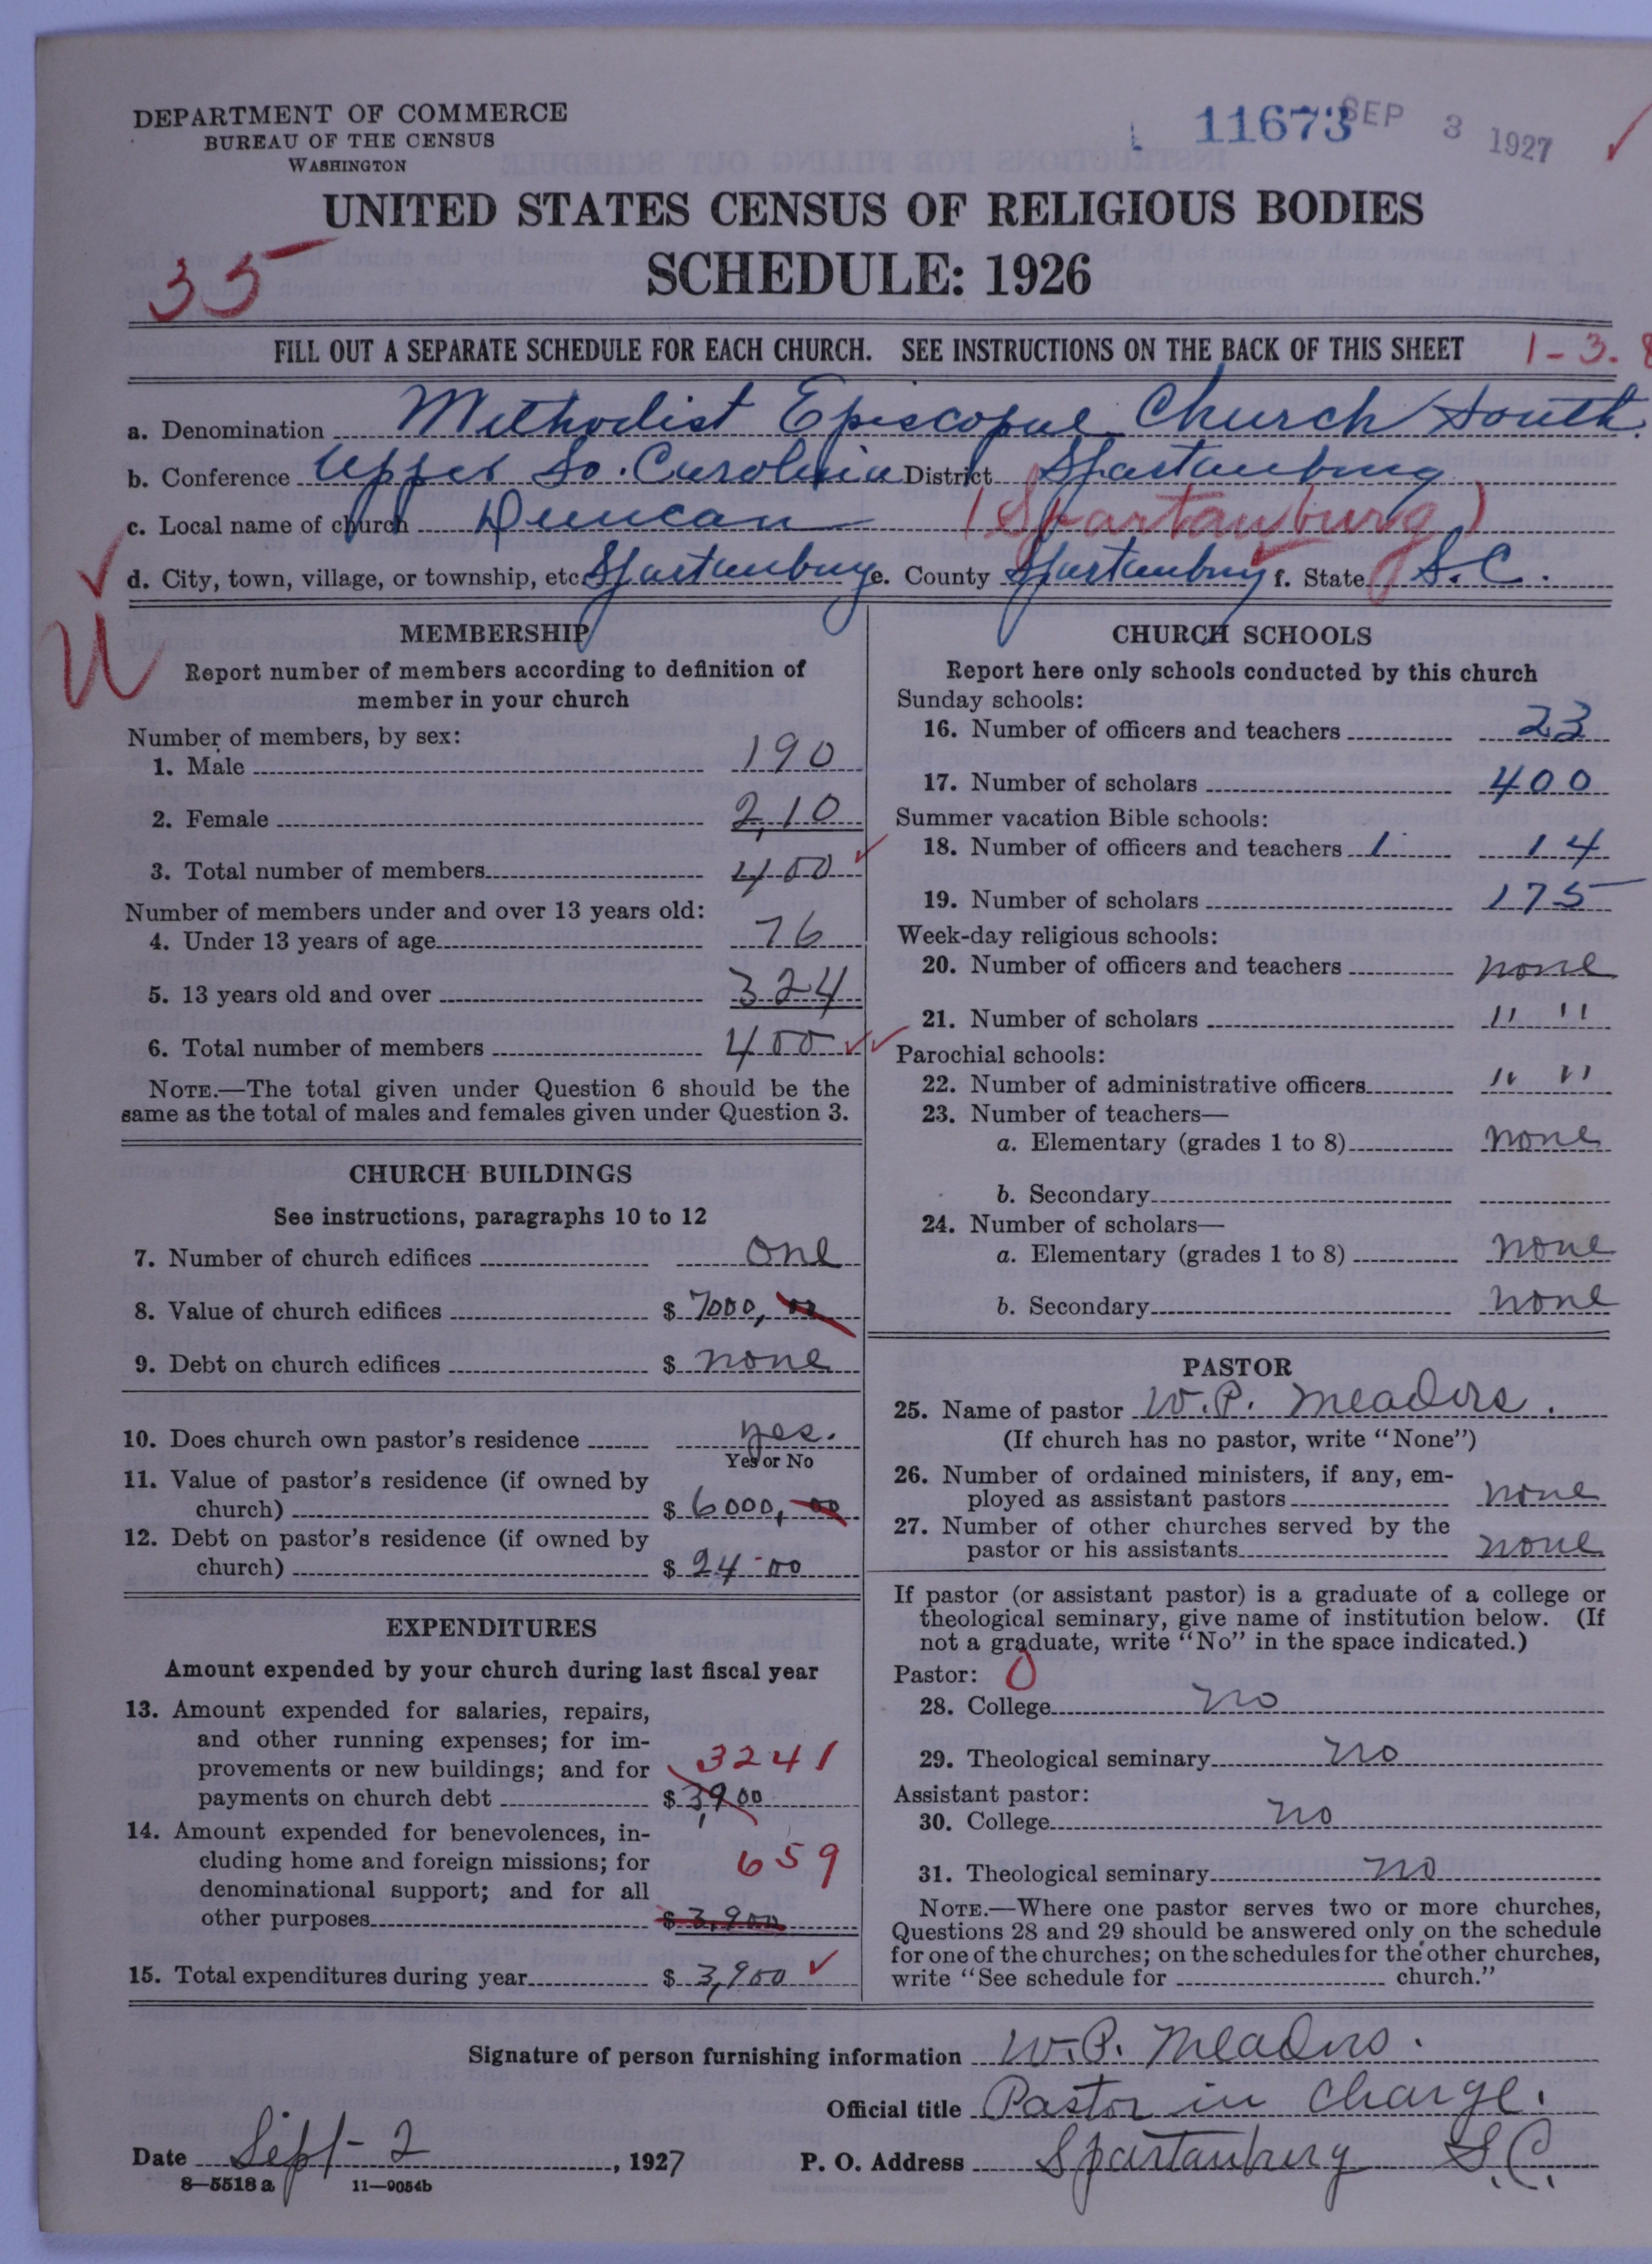 DEPARTMENT OF COMMERCE
BUREAU OF THE CENSUS
WASHINGTON
11673
SEP 3 1927
UNITED STATES CENSUS OF RELIGIOUS BODIES
SCHEDULE: 1926
35
FILL OUT A SEPARATE SCHEDULE FOR EACH CHURCH. SEE INSTRUCTIONS ON THE BACK OF THIS SHEET
1-3.8
a. Denomination Methodist Episcopal Church South
b. Conference Upper So. Carolina District Spartanburg
c. Local name of church Duncan (Spartanburg)
d. City, town, village, or township, etc. Spartanburg e. County Spartanburg f. State S.C.
U
MEMBERSHIP
Report number of members according to definition of
member in your church
Number of members, by sex:
1. Male 190
2. Female 210
3. Total number of members 400
Number of members under and over 13 years old:
4. Under 13 years of age 76
5. 13 years old and over 324
6. Total number of members 400
NOTE.—The total given under Question 6 should be the
same as the total of males and females given under Question 3.
CHURCH BUILDINGS
See instructions, paragraphs 10 to 12
7. Number of church edifices one
8. Value of church edifices $ 7000, 00
9. Debt on church edifices $ none
10. Does church own pastor's residence yes.
Yes or No
11. Value of pastor's residence (if owned by
church) $ 6000, 00
12. Debt on pastor's residence (if owned by
church) $ 24-00
EXPENDITURES
Amount expended by your church during last fiscal year
13. Amount expended for salaries, repairs,
and other running expenses; for im-
provements or new buildings; and for 3241
payments on church debt $ 3,900
14. Amount expended for benevolences, in-
cluding home and foreign missions; for 659
denominational support; and for all
other purposes $ 3,900
15. Total expenditures during year $ 3,900
CHURCH SCHOOLS
Report here only schools conducted by this church
Sunday schools:
16. Number of officers and teachers 23
17. Number of scholars 400
Summer vacation Bible schools:
18. Number of officers and teachers 1 14
19. Number of scholars 175
Week-day religious schools:
20. Number of officers and teachers none
21. Number of scholars " "
Parochial schools:
22. Number of administrative officers " "
23. Number of teachers—
a. Elementary (grades 1 to 8) none
b. Secondary
24. Number of scholars—
a. Elementary (grades 1 to 8) none
b. Secondary none
PASTOR
25. Name of pastor W.P. Meadors.
(If church has no pastor, write "None")
26. Number of ordained ministers, if any, em-
ployed as assistant pastors none
27. Number of other churches served by the
pastor or his assistants none
If pastor (or assistant pastor) is a graduate of a college or
theological seminary, give name of institution below. (If
not a graduate, write "No" in the space indicated.)
Pastor: 0
28. College no
29. Theological seminary no
Assistant pastor:
30. College no
31. Theological seminary no
NOTE.—Where one pastor serves two or more churches,
Questions 28 and 29 should be answered only on the schedule
for one of the churches; on the schedules for the other churches,
write "See schedule for church."
Signature of person furnishing information W.P. Meadors.
Official title Pastor in charge.
Date Sept-2, 1927 P. O. Address Spartanburg S.C.
8—5518 a 11—9054b